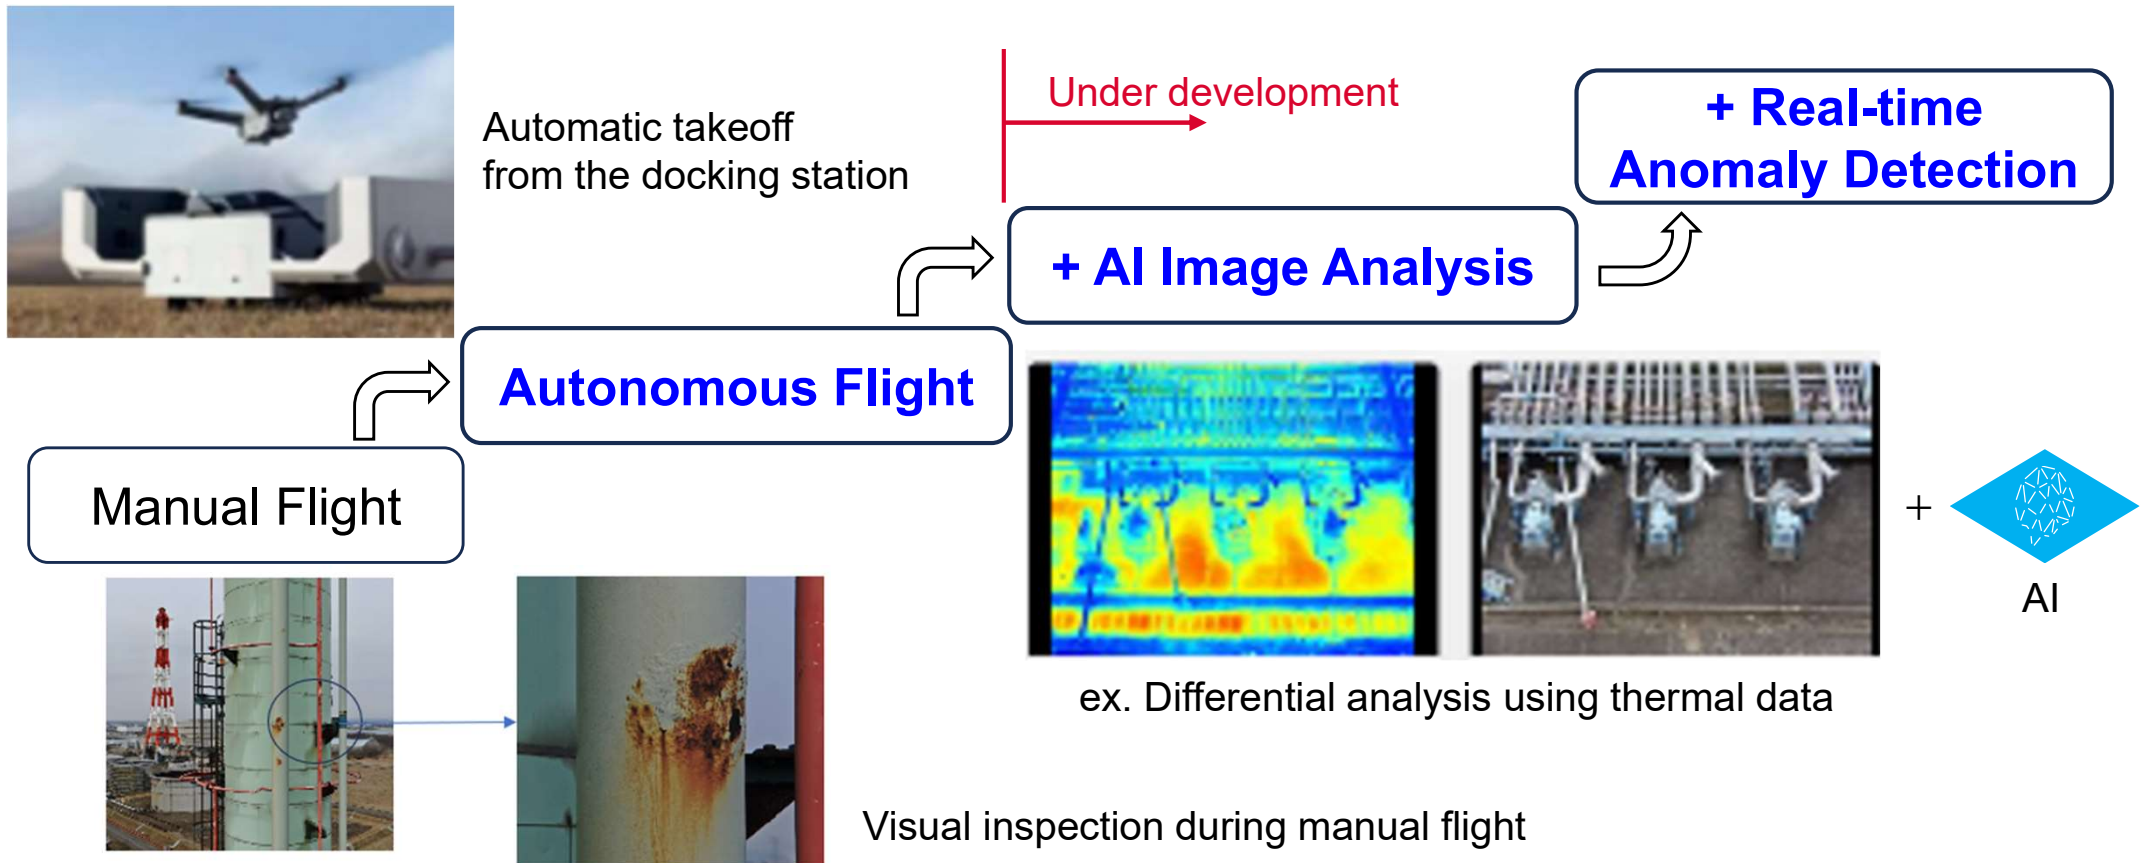 Automatic takeoff
from the docking station
Under development
+ Real-time
Anomaly Detection
+ AI Image Analysis
Autonomous Flight
Manual Flight
+
AI
ex. Differential analysis using thermal data
Visual inspection during manual flight